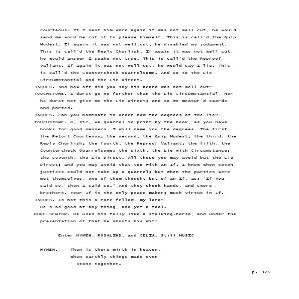 courteous. If I sent him word again it was not well cut, he would
send me word he cut it to please himself. This is call'd the Quip
Modest. If again it was not well cut, he disabled my judgment.
This is call'd the Reply Churlish. If again it was not well cut,
he would answer I spake not true. This is call'd the Reproof
Valiant. If again it was not well cut, he would say I lie. This
is call'd the Countercheck Quarrelsome. And so to the Lie
Circumstantial and the Lie Direct.
JAQUES. And how oft did you say his beard was not well cut?
TOUCHSTONE. I durst go no further than the Lie Circumstantial, nor
he durst not give me the Lie Direct; and so we measur'd swords
and parted.
JAQUES. Can you nominate in order now the degrees of the lie?
TOUCHSTONE. O, sir, we quarrel in print by the book, as you have
books for good manners. I will name you the degrees. The first,
the Retort Courteous; the second, the Quip Modest; the third, the
Reply Churlish; the fourth, the Reproof Valiant; the fifth, the
Countercheck Quarrelsome; the sixth, the Lie with Circumstance;
the seventh, the Lie Direct. All these you may avoid but the Lie
Direct; and you may avoid that too with an If. I knew when seven
justices could not take up a quarrel; but when the parties were
met themselves, one of them thought but of an If, as: 'If you
said so, then I said so.' And they shook hands, and swore
brothers. Your If is the only peace-maker; much virtue in If.
JAQUES. Is not this a rare fellow, my lord?
He's as good at any thing, and yet a fool.
DUKE SENIOR. He uses his folly like a stalking-horse, and under the
presentation of that he shoots his wit:
Enter HYMEN, ROSALIND, and CELIA. Still MUSIC
HYMEN. Then is there mirth in heaven,
When earthly things made even
Atone together.